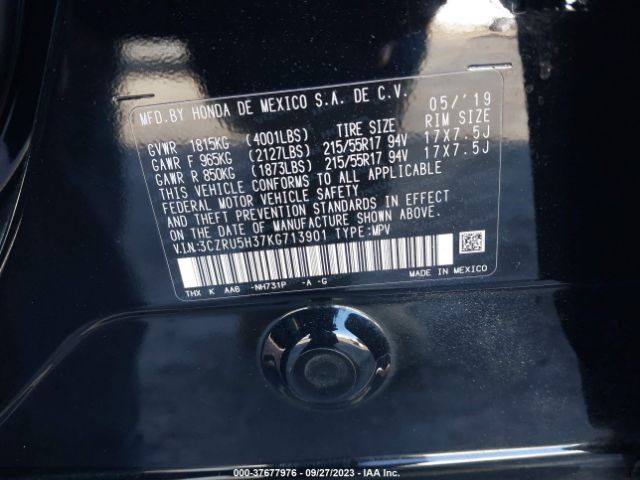 MFD.BY HONDA DE MEXICO S.A. DE C.V. 05/'19
GVWR 1815KG (4001LBS) TIRE SIZE RIM SIZE
GAWR F 965KG (2127LBS) 215/55R17 94V 17X7.5J
GAWR R 850KG (1873LBS) 215/55R17 94V 17X7.5J
THIS VEHICLE CONFORMS TO ALL APPLICABLE
FEDERAL MOTOR VEHICLE SAFETY
AND THEFT PREVENTION STANDARDS IN EFFECT
ON THE DATE OF MANUFACTURE SHOWN ABOVE.
V.I.N:3CZRU5H37KG713901 TYPE:MPV
THX K AA6 -NH731P -A -G
MADE IN MEXICO
000-37677976 - 09/27/2023 - IAA Inc.